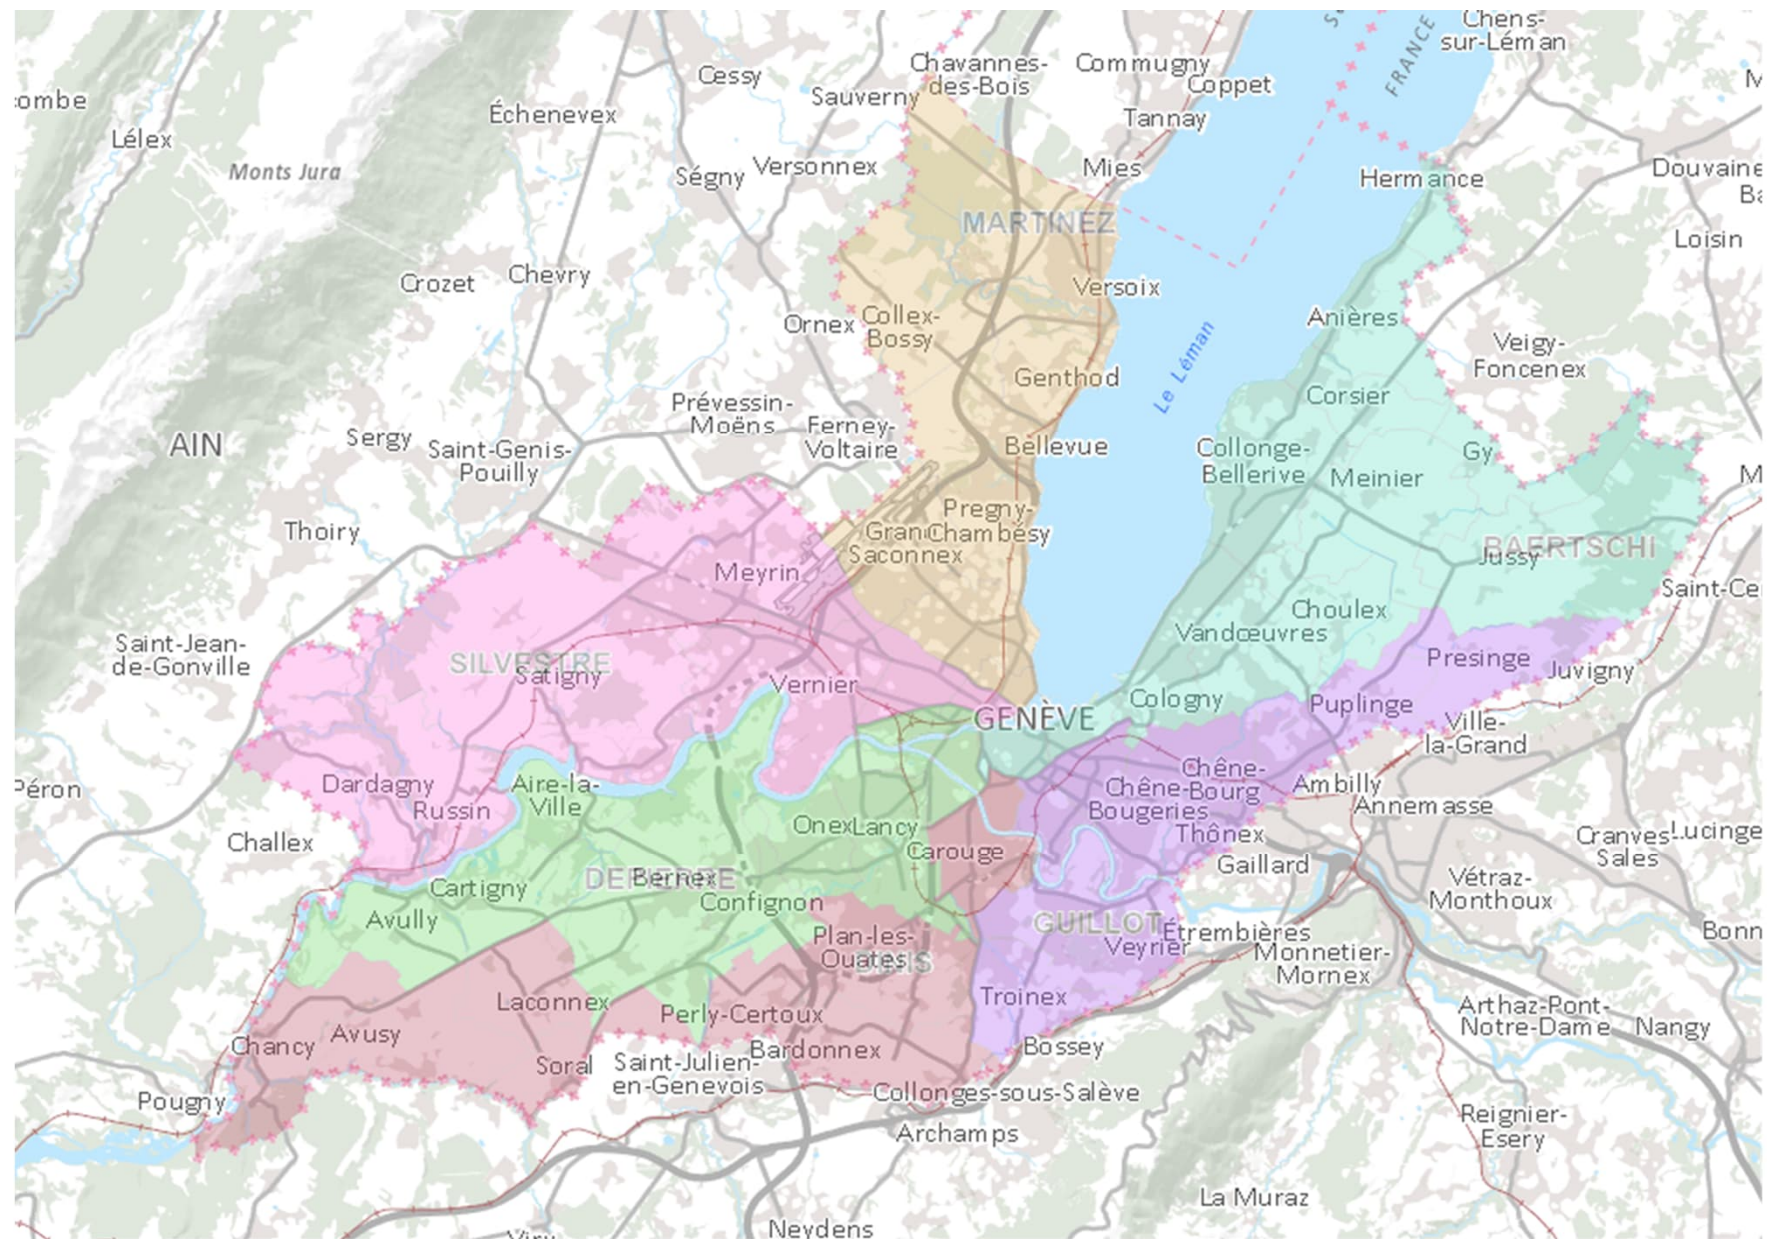 Chens-
sur-Léman
FRANCE
Chavannes-
des-Bois
Commugny
Coppet
Cessy
Sauverny
Échenevex
Tannay
Lélex
Monts Jura
Ségny
Versonnex
Mies
Hermance
Douvaine
MARTINEZ
Loisin
Crozet
Chevry
Versoix
Ornex
Collex-
Bossy
Anières
Le Léman
Veigy-
Foncenex
Genthod
Corsier
Prévessin-
Moëns
Ferney-
Voltaire
AIN
Sergy
Saint-Genis-
Pouilly
Bellevue
Collonge-
Bellerive
Gy
Meinier
Thoiry
Pregny-
Chambésy
Grand
Saconnex
BAERTSCHI
Jussy
Meyrin
Saint-Ce
Choulex
Vandœuvres
Saint-Jean-
de-Gonville
SILVESTRE
Satigny
Vernier
Presinge
Juvigny
Cologny
Puplinge
GENÈVE
Ville-
la-Grand
Péron
Dardagny
Russin
Aire-la-
Ville
Chêne-
Bourg
Chêne-
Bougeries
Ambilly
Annemasse
Challex
Onex
Lancy
Thônex
Cranves
Sales
Lucinge
Carouge
Gaillard
Cartigny
Bernex
Confignon
Vétraz-
Monthoux
Avully
GUILLOT
Étrembières
Veyrier
Monnetier-
Mornex
Bonn
Plan-les-
Ouates
Laconnex
Perly-Certoux
Troinex
Arthaz-Pont-
Notre-Dame
Nangy
Chancy
Avusy
Soral
Saint-Julien-
en-Genevois
Bardonnex
Bossey
Pougny
Collonges-sous-Salève
Archamps
Reignier-
Esery
La Muraz
Neydens